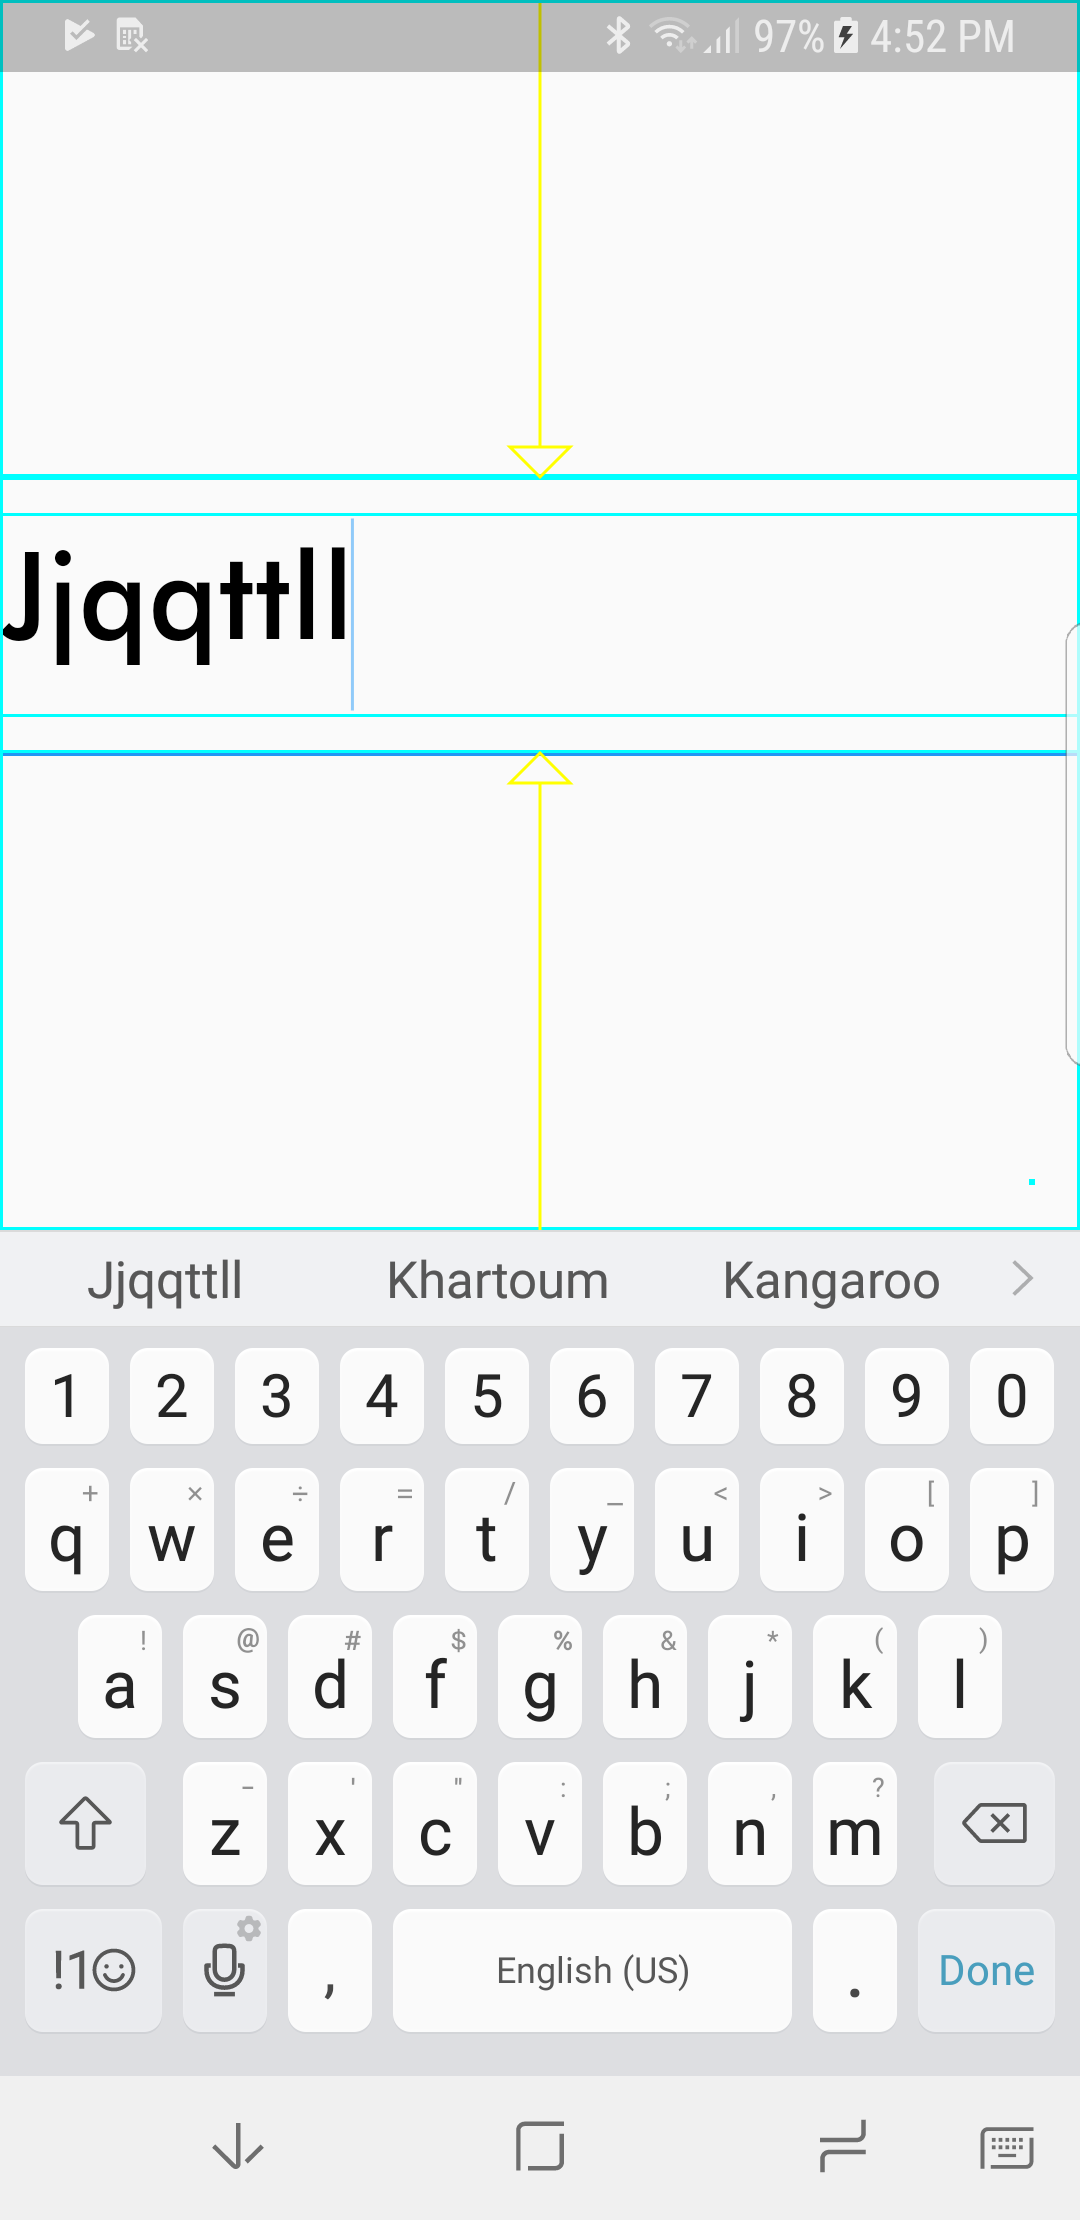 97% 4:52 PM
Jjqqttll
Jjqqttll Khartoum Kangaroo
1 2 3 4 5 6 7 8 9 0
+ × ÷ = / _ < > [ ]
q w e r t y u i o p
! @ # $ % & * ( )
a s d f g h j k l
- ' " : ; , ?
z x c v b n m
!1☺ , English (US) . Done